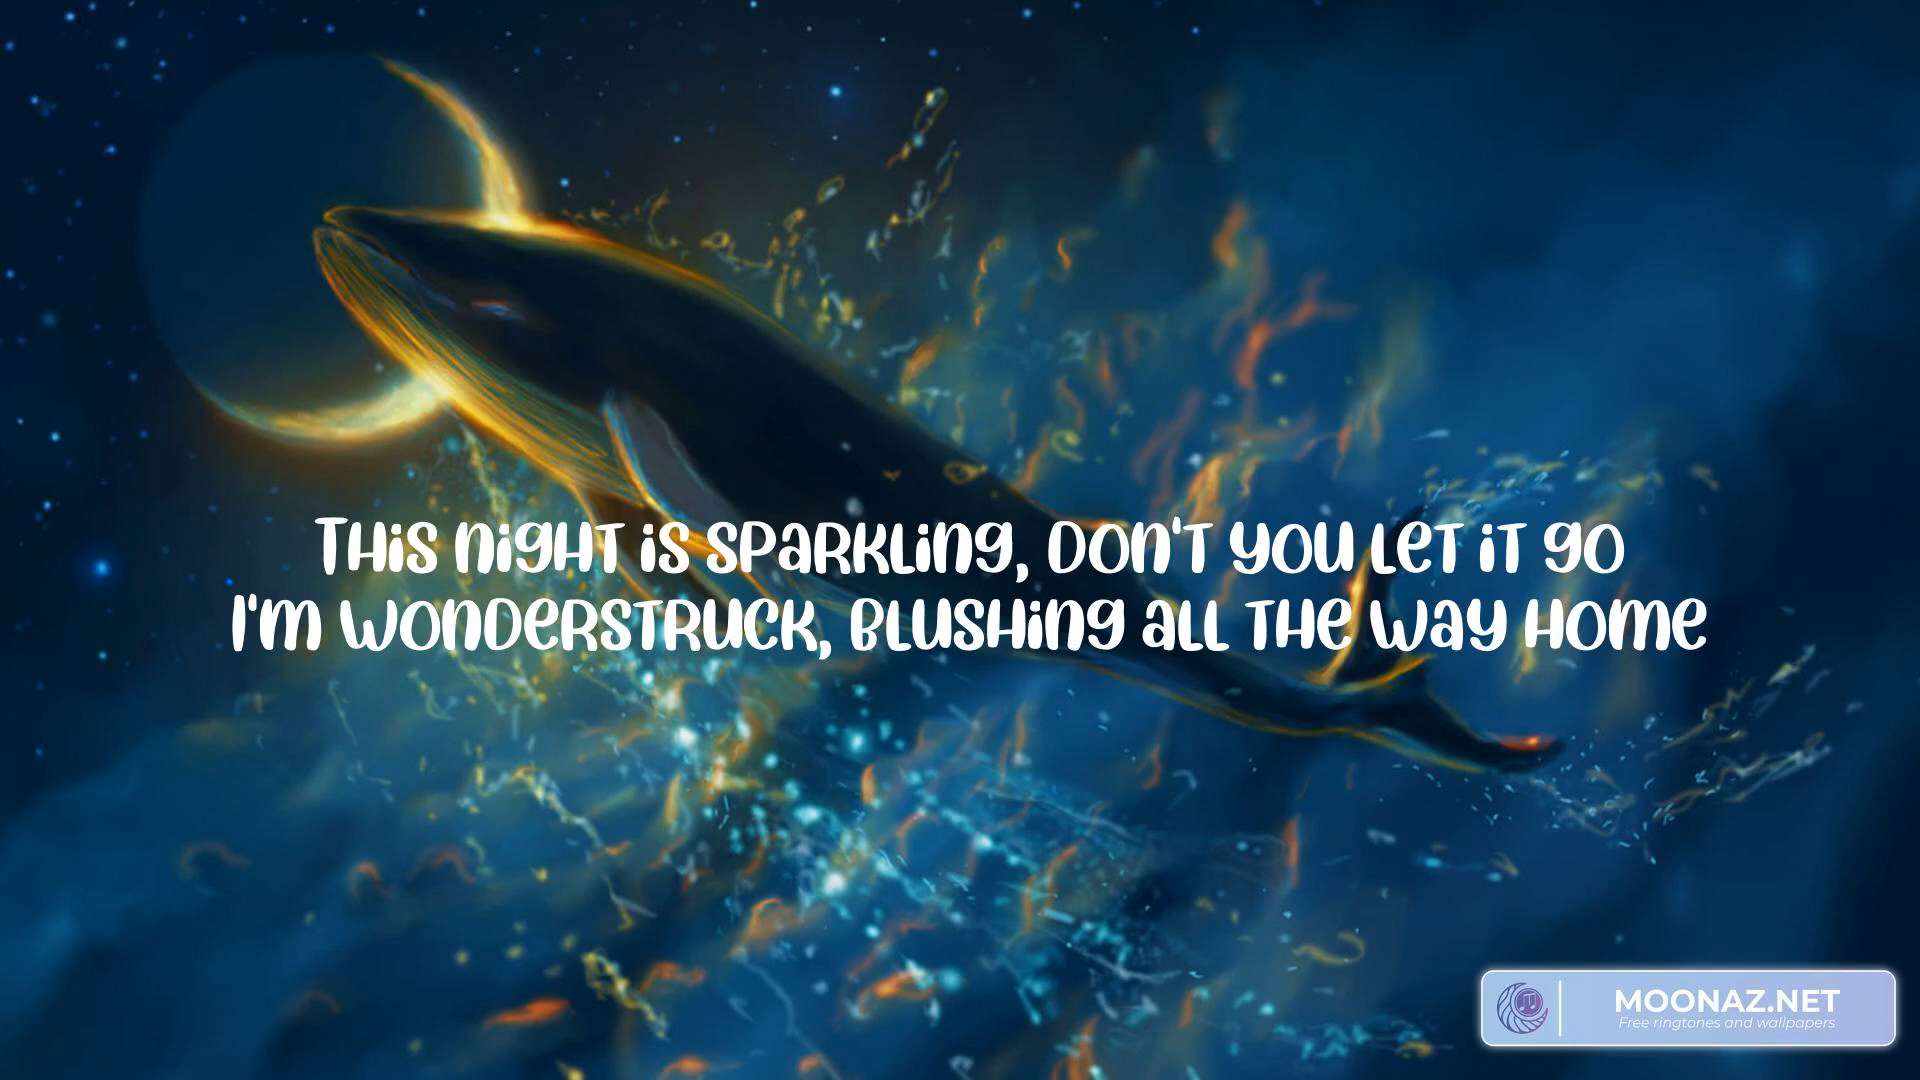 This night is sparkling, don't you let it go
I'm wonderstruck, blushing all the way home
MOONAZ.NET
Free ringtones and wallpapers